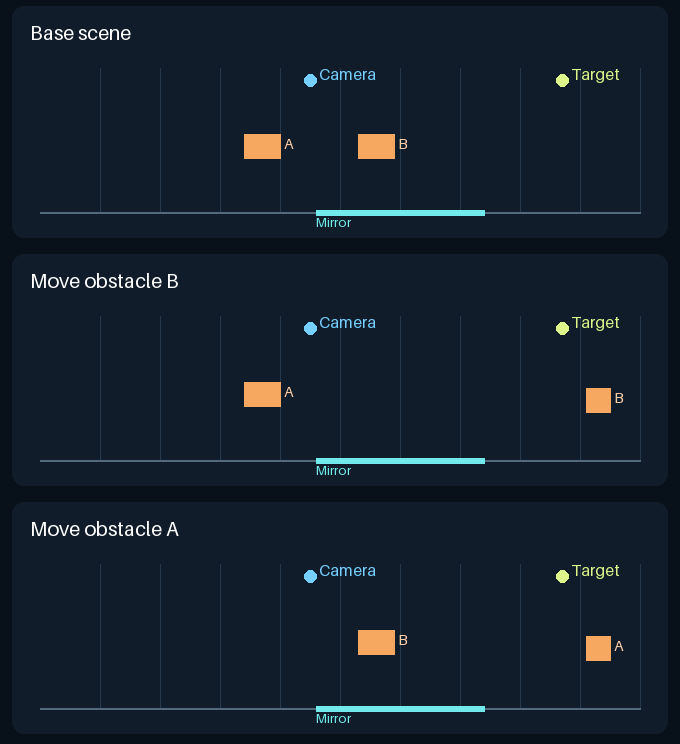 Base scene
Camera
Target
A
B
Mirror
Move obstacle B
Camera
Target
A
B
Mirror
Move obstacle A
Camera
Target
B
A
Mirror